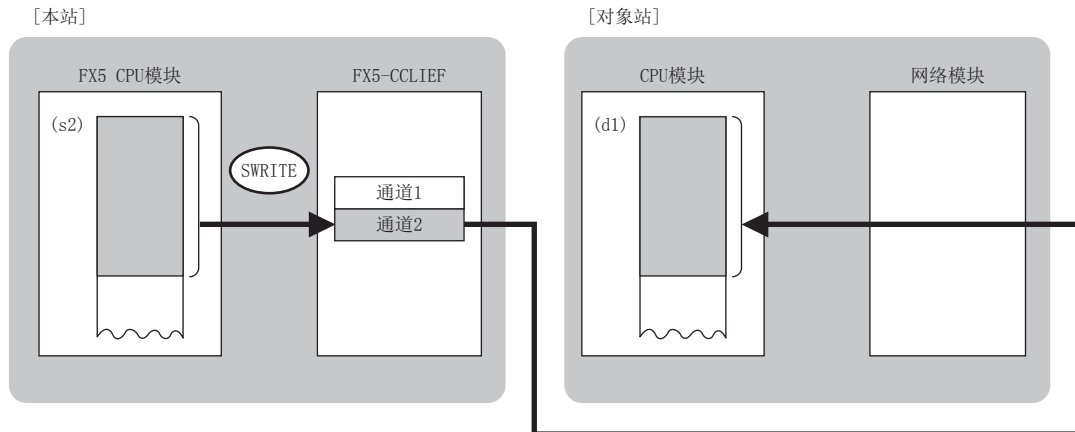 [本站]
[对象站]
FX5 CPU模块
FX5-CCLIEF
CPU模块
网络模块
(s2)
(d1)
SWRITE
通道1
通道2